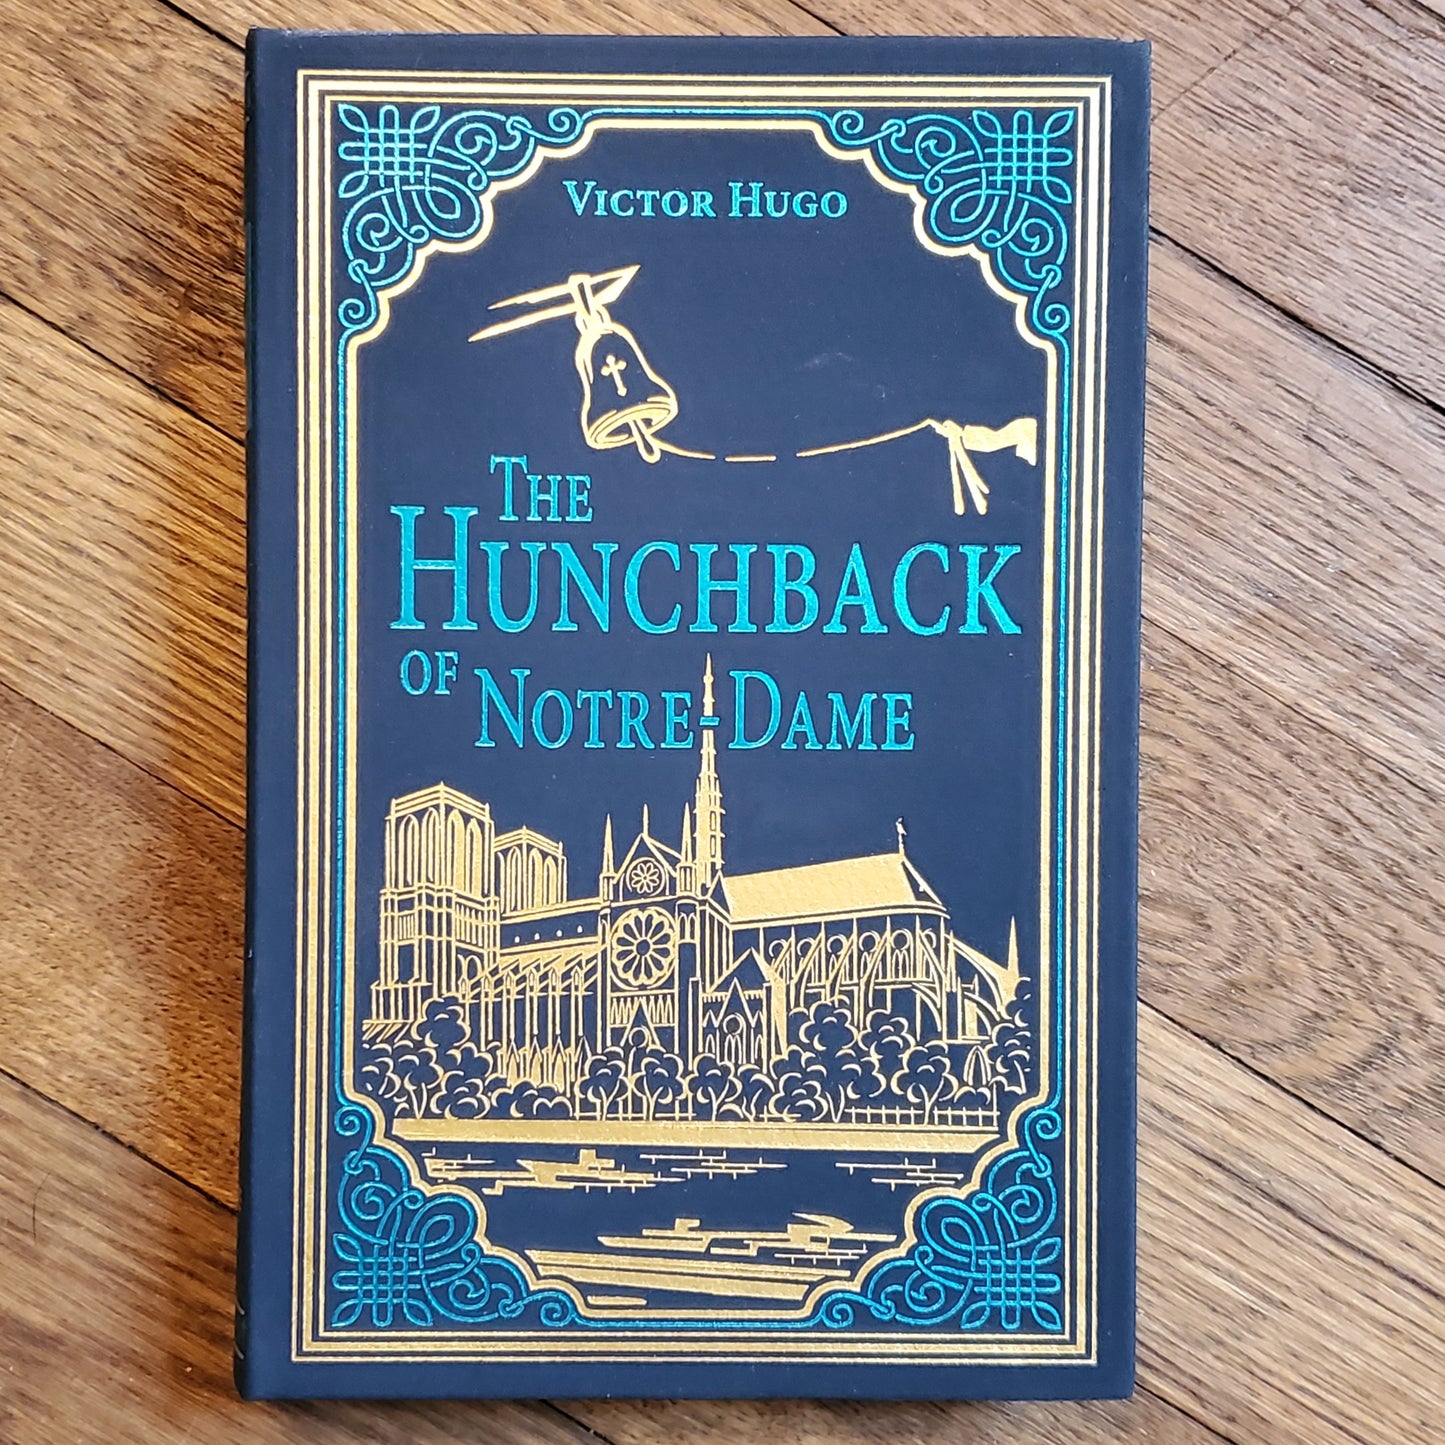 Victor Hugo
The
Hunchback
of Notre-Dame